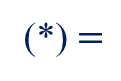 (*) =